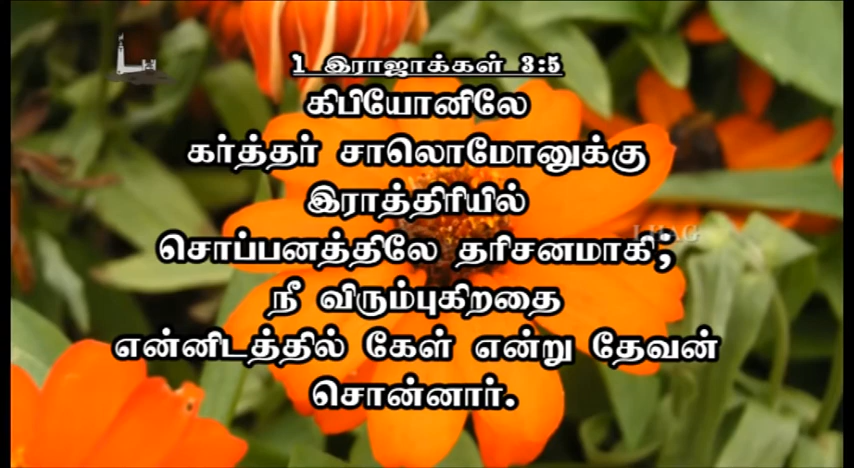 1 இராஜாக்கள் 3:5
கிபியோனிலே
கர்த்தர் சாலொமோனுக்கு
இராத்திரியில்
சொப்பனத்திலே தரிசனமாகி;
நீ விரும்புகிறதை
என்னிடத்தில் கேள் என்று தேவன்
சொன்னார்.